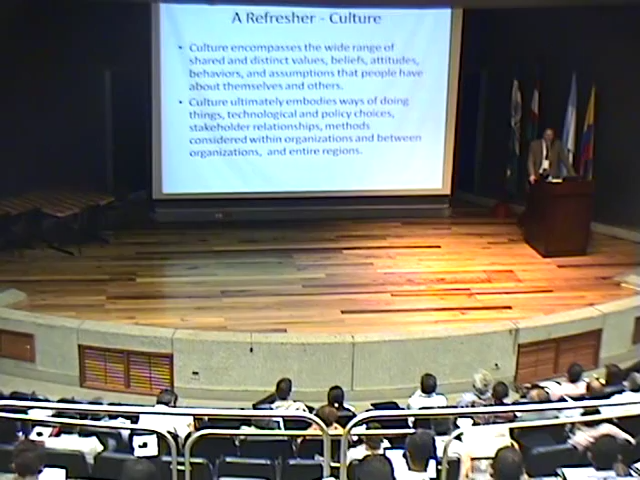 A Refresher - Culture
• Culture encompasses the wide range of
shared and distinct values, beliefs, attitudes,
behaviors, and assumptions that people have
about themselves and others.
• Culture ultimately embodies ways of doing
things, technological and policy choices,
stakeholder relationships, methods
considered within organizations and between
organizations, and entire regions.